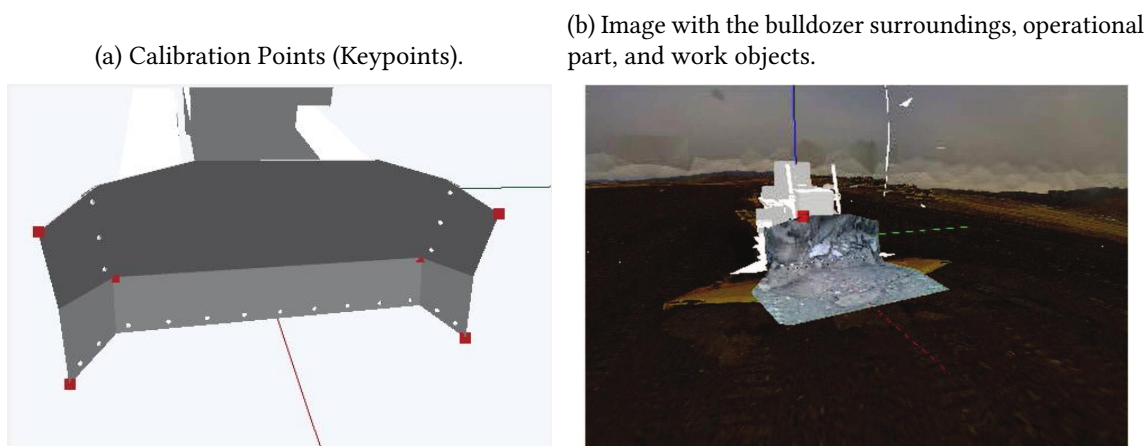 (a) Calibration Points (Keypoints).
(b) Image with the bulldozer surroundings, operational
part, and work objects.